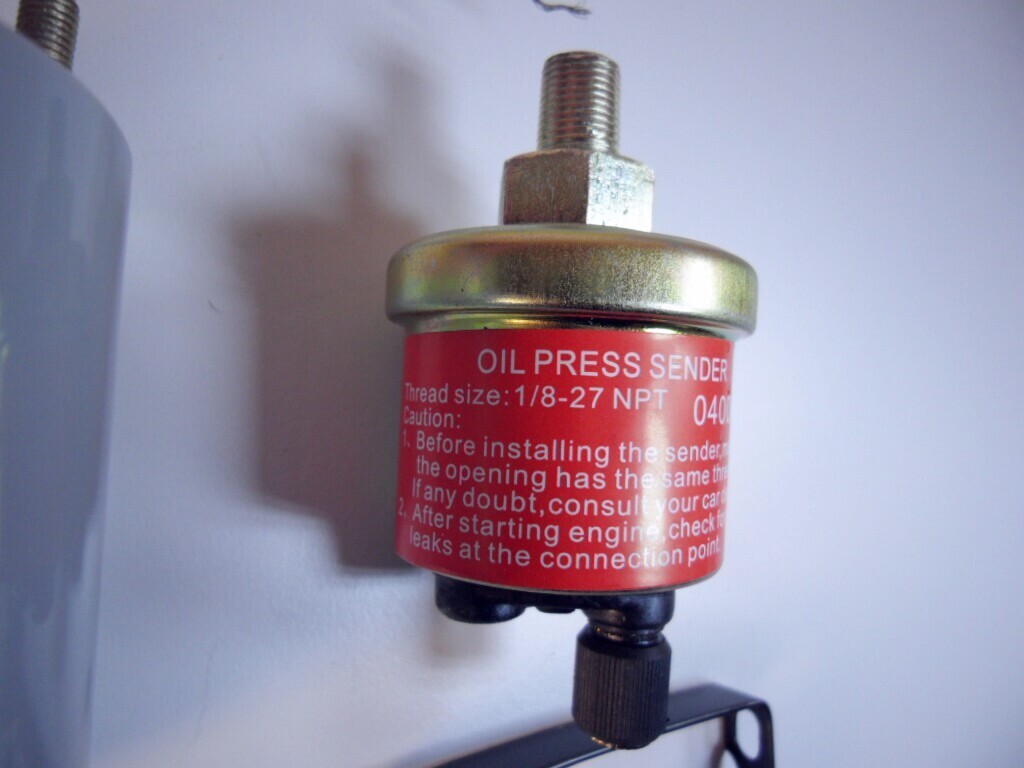 OIL PRESS SENDER
Thread size: 1/8-27 NPT
Caution:
1. Before installing the sender,
the opening has the same
If any doubt, consult your car
2. After starting engine, check
leaks at the connection point.